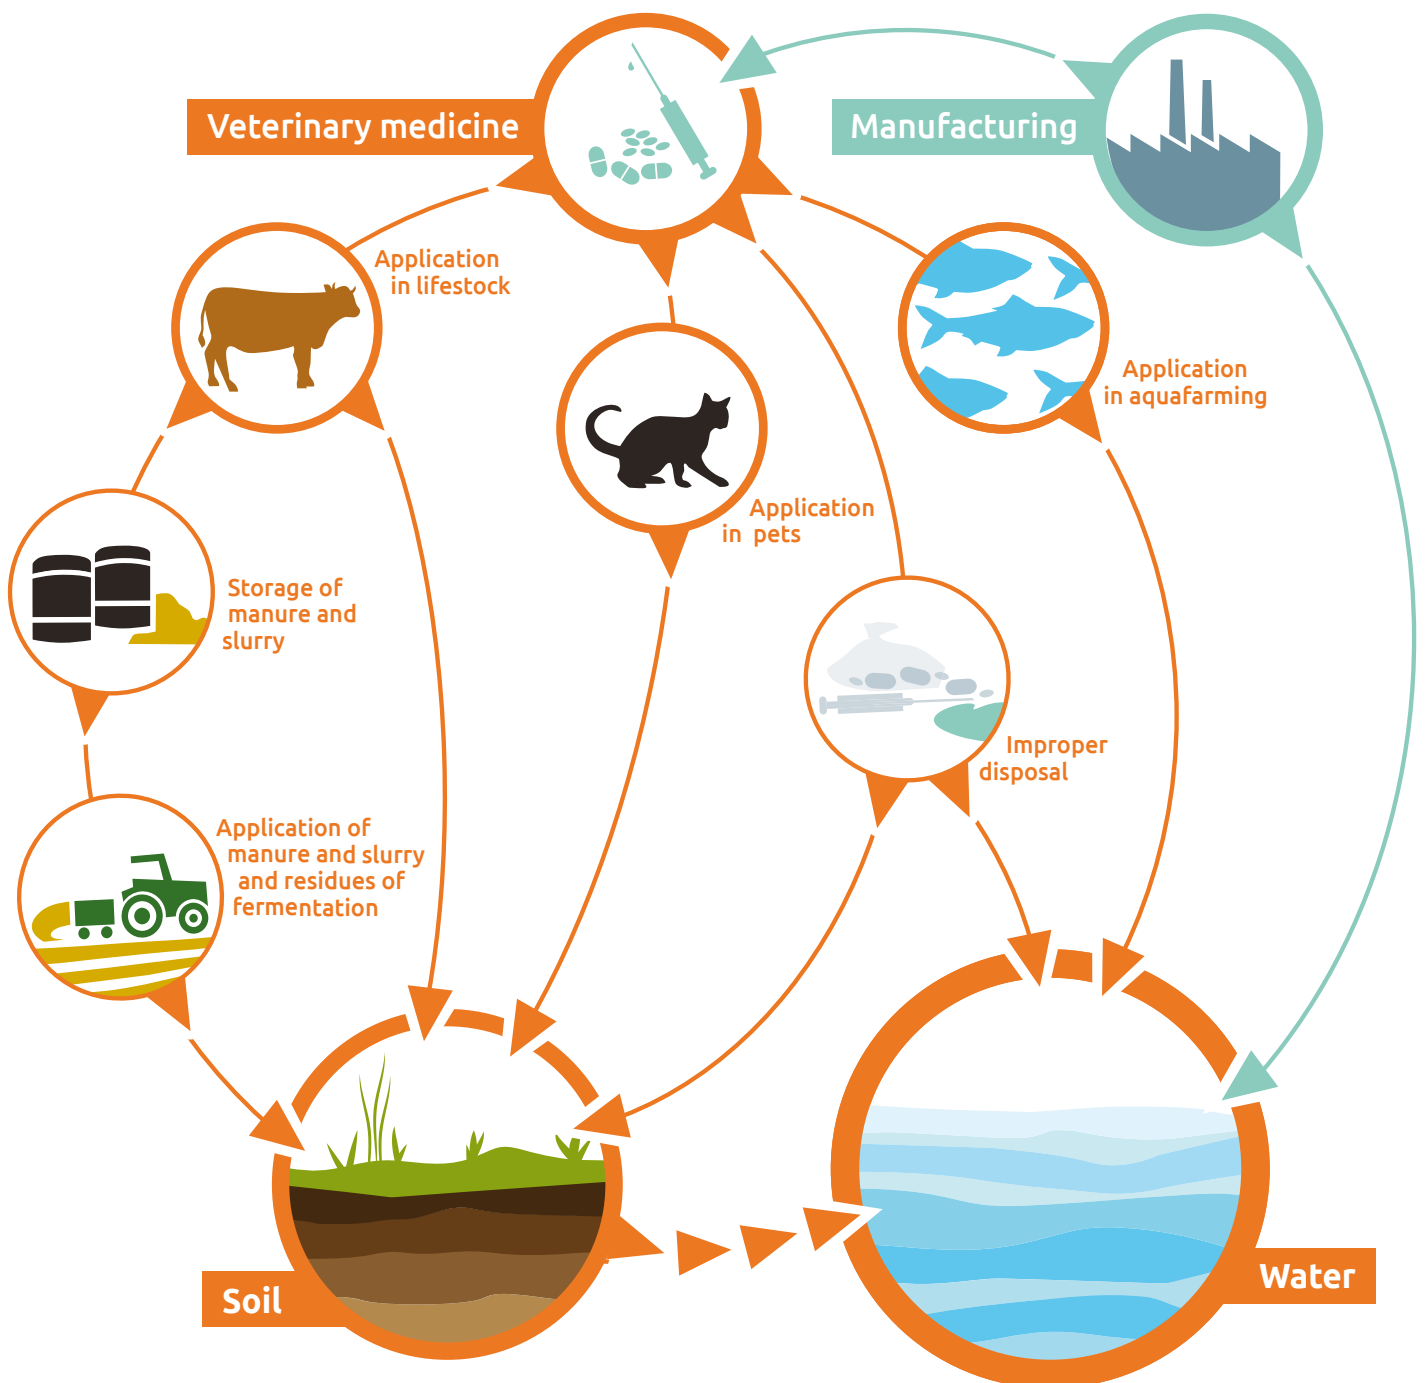 Veterinary medicine
Manufacturing
Application
in lifestock
Application
in aquafarming
Application
in pets
Storage of
manure and
slurry
Improper
disposal
Application of
manure and slurry
and residues of
fermentation
Soil
Water